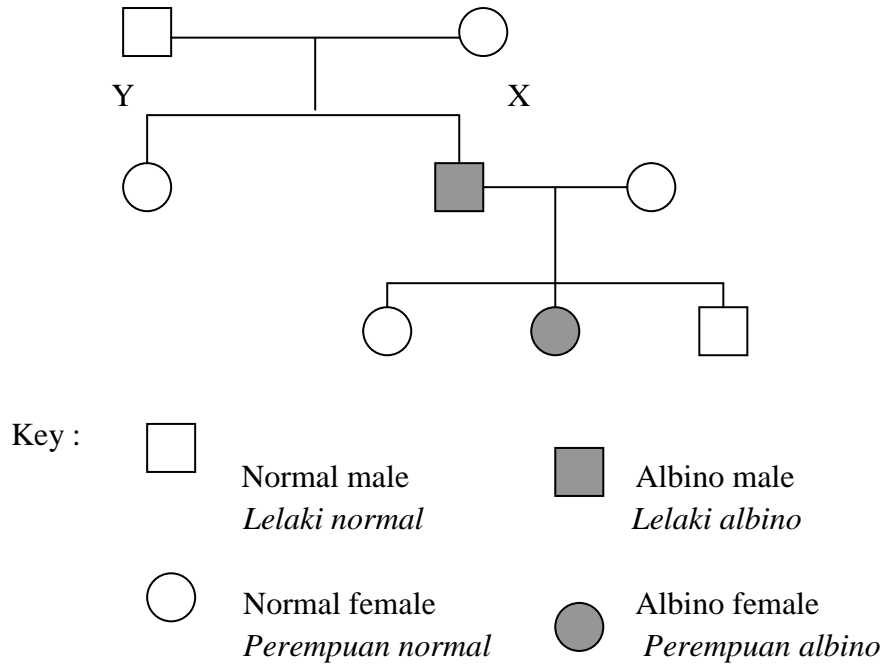 Y
X
Key :
Normal male
Lelaki normal
Albino male
Lelaki albino
Normal female
Perempuan normal
Albino female
Perempuan albino